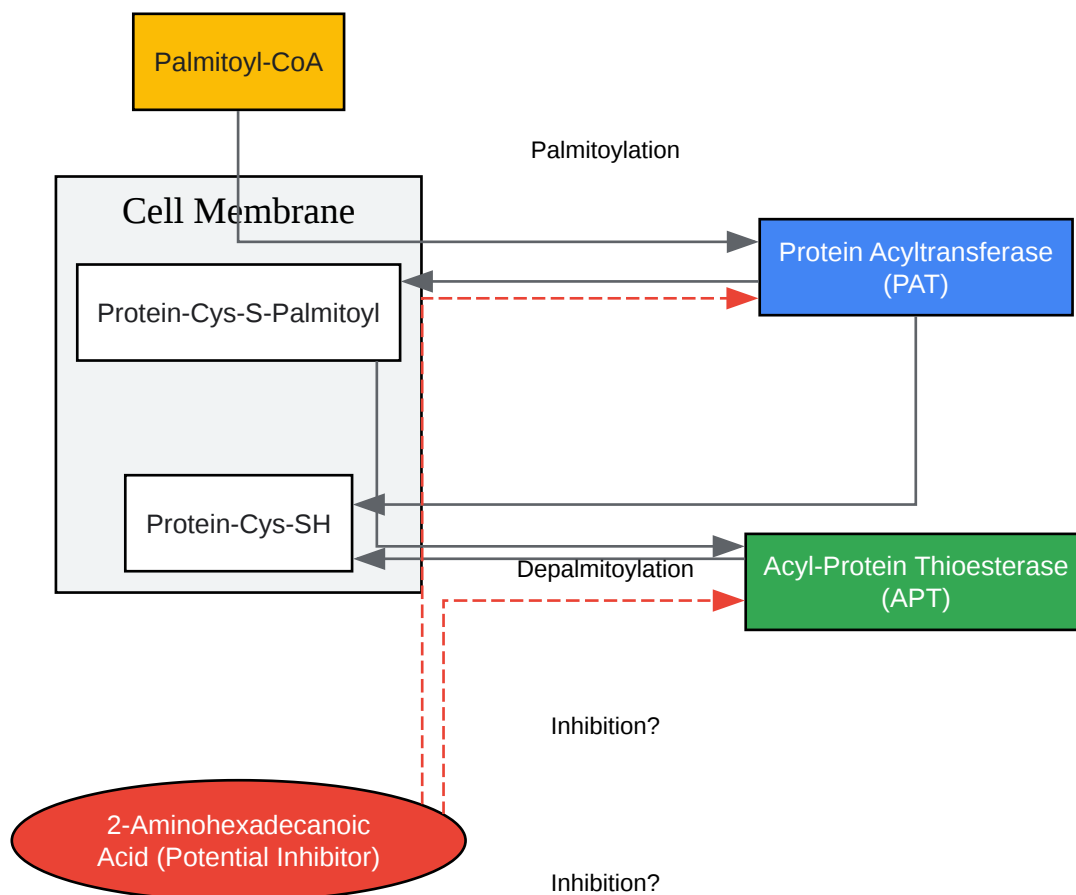 Palmitoyl-CoA
Palmitoylation
Cell Membrane
Protein Acyltransferase
(PAT)
Protein-Cys-S-Palmitoyl
Protein-Cys-SH
Depalmitoylation
Acyl-Protein Thioesterase
(APT)
Inhibition?
2-Aminohexadecanoic
Acid (Potential Inhibitor)
Inhibition?